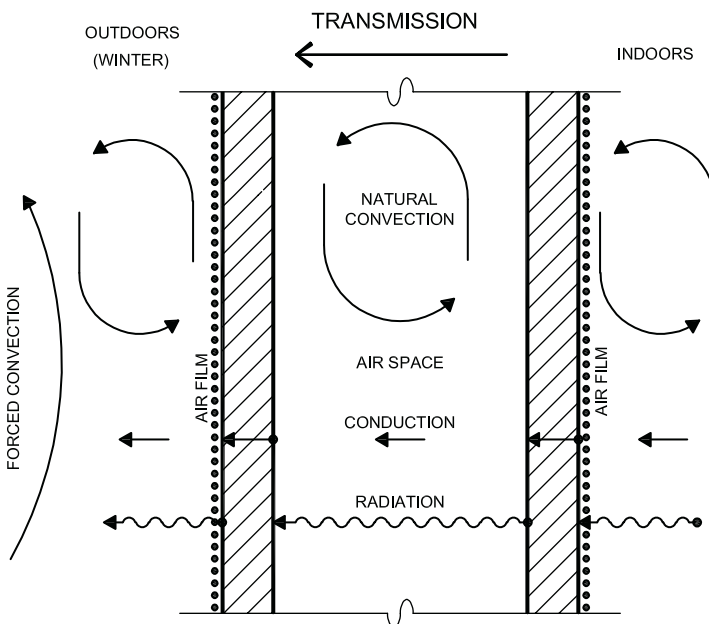 TRANSMISSION
OUTDOORS
(WINTER)
INDOORS
NATURAL
CONVECTION
FORCED CONVECTION
AIR FILM
AIR SPACE
AIR FILM
CONDUCTION
RADIATION